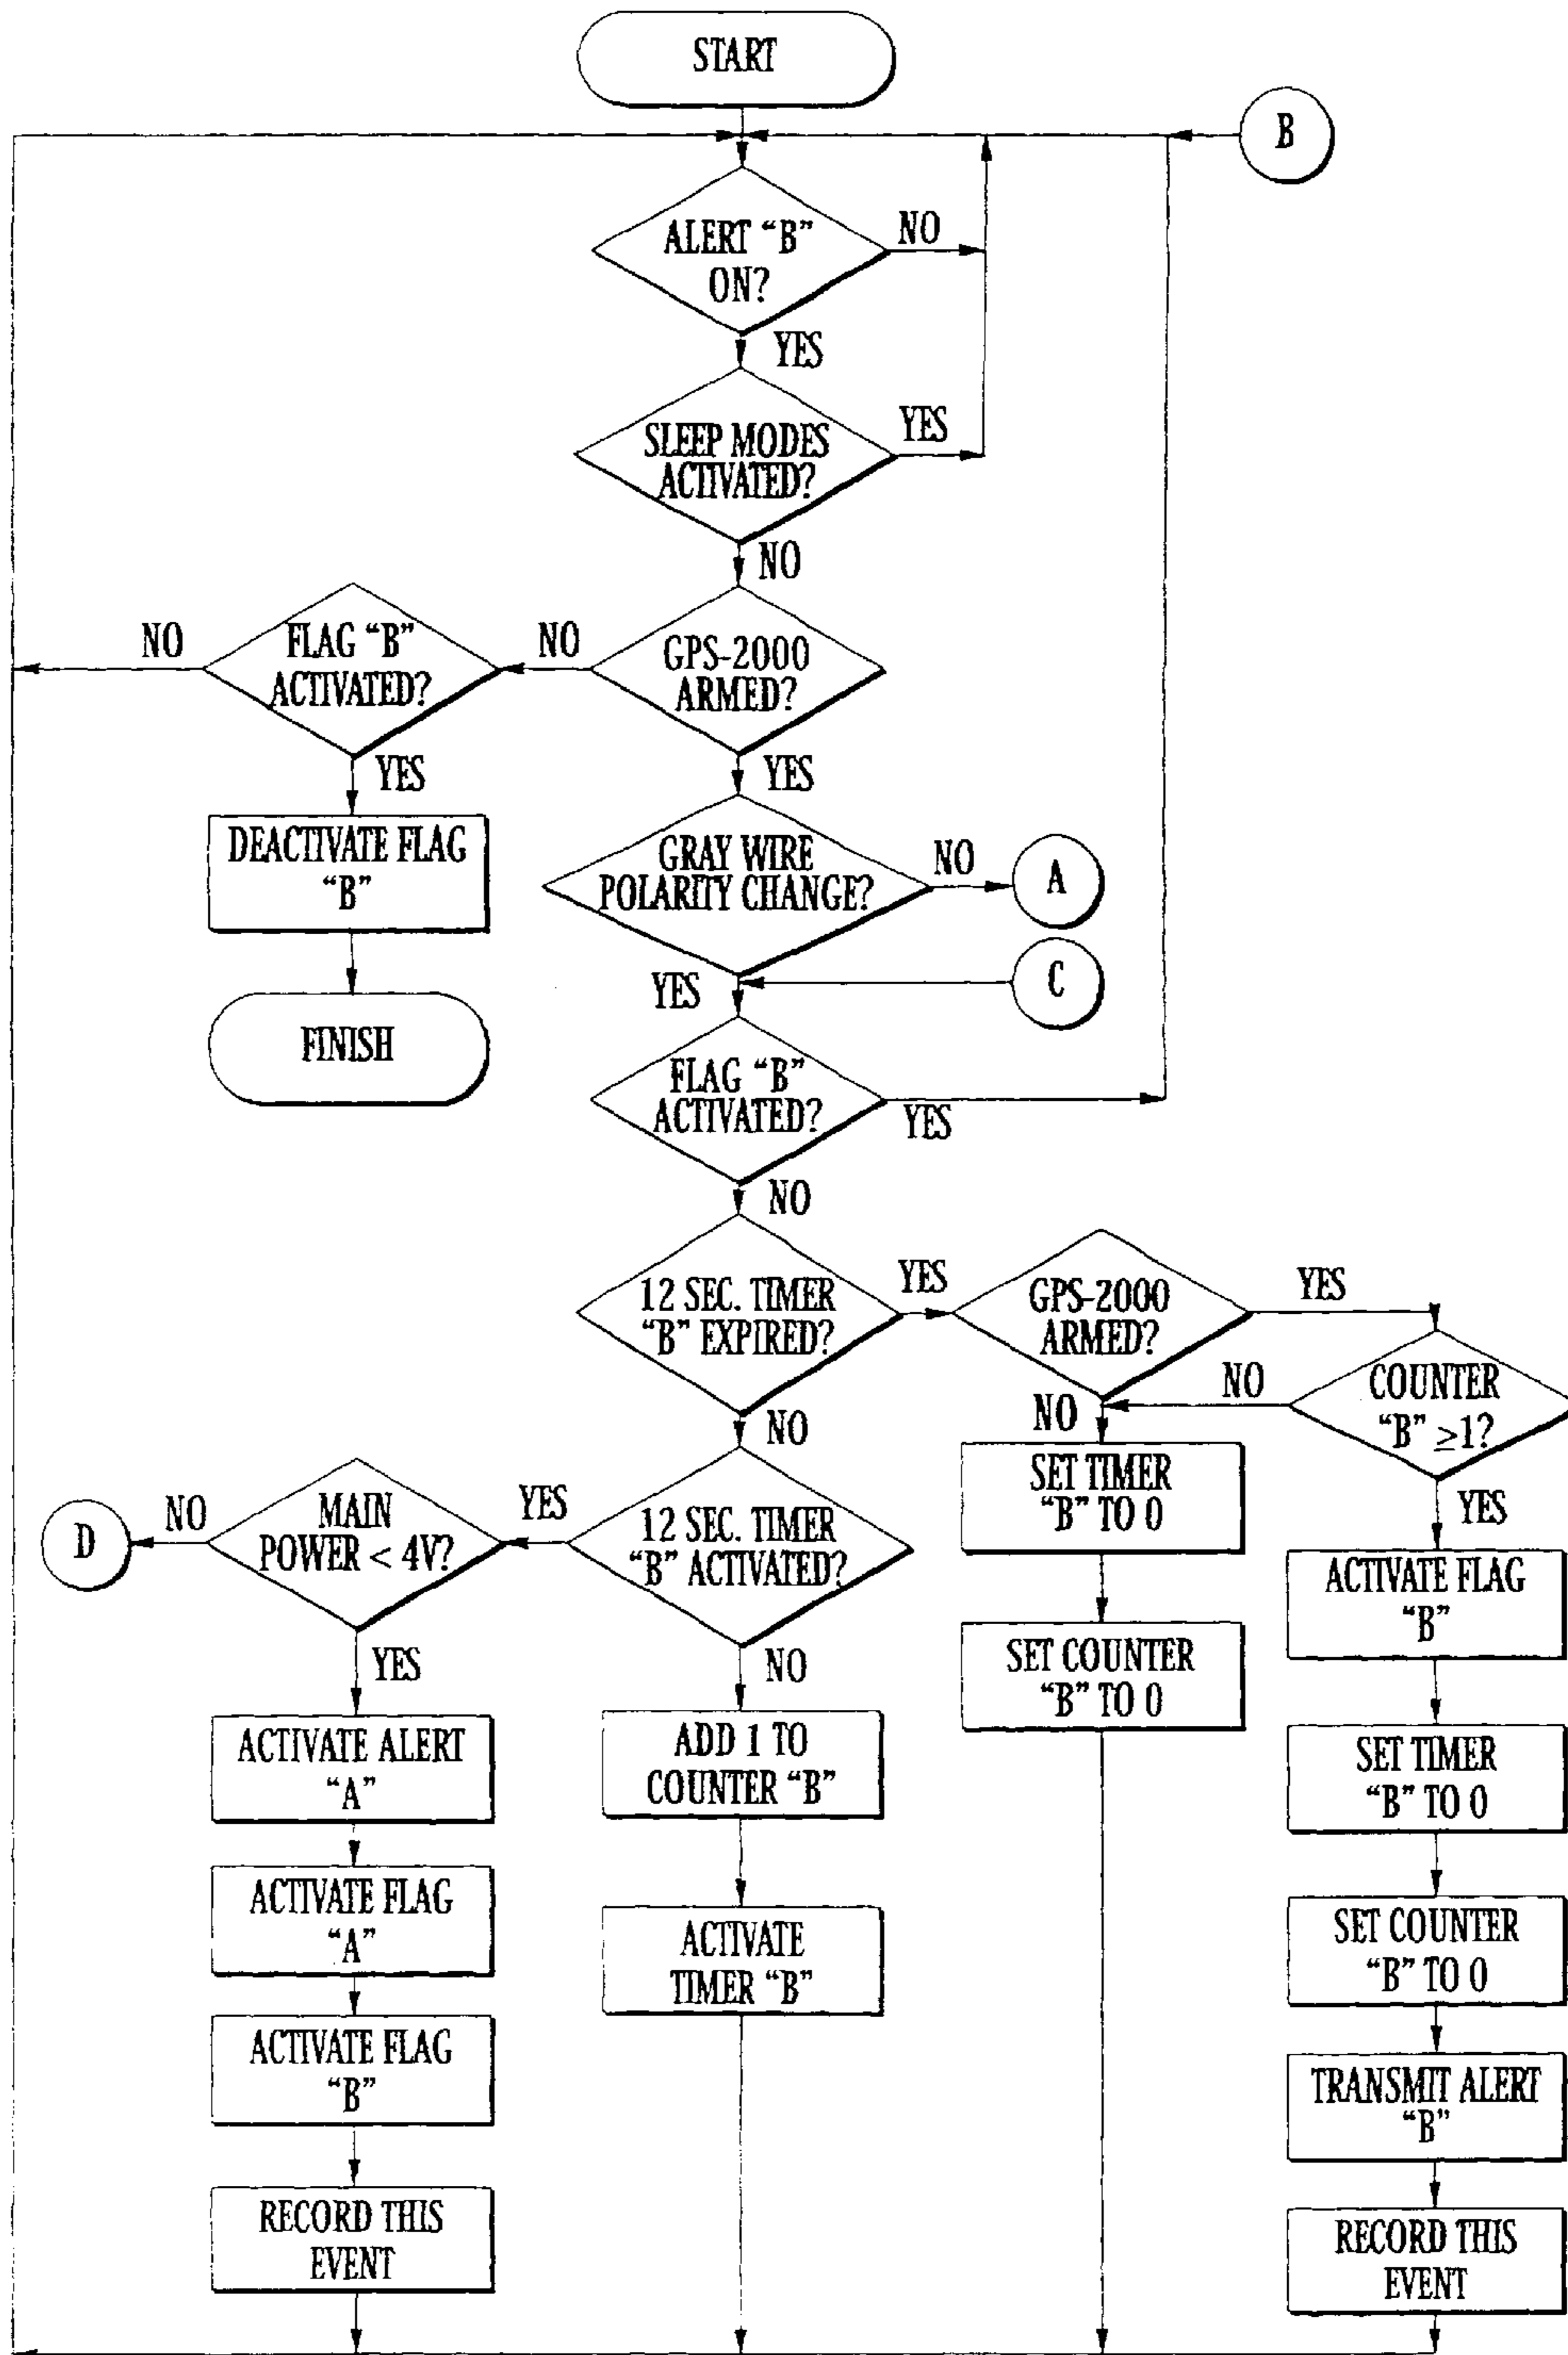 START
B
ALERT “B”
ON?
NO
YES
SLEEP MODES
ACTIVATED?
YES
NO
GPS-2000
ARMED?
NO
FLAG “B”
ACTIVATED?
NO
YES
DEACTIVATE FLAG
“B”
FINISH
YES
GRAY WIRE
POLARITY CHANGE?
NO
A
YES
C
FLAG “B”
ACTIVATED?
YES
NO
12 SEC. TIMER
“B” EXPIRED?
YES
GPS-2000
ARMED?
YES
COUNTER
“B” ≥1?
NO
NO
SET TIMER
“B” TO 0
SET COUNTER
“B” TO 0
YES
ACTIVATE FLAG
“B”
SET TIMER
“B” TO 0
SET COUNTER
“B” TO 0
TRANSMIT ALERT
“B”
RECORD THIS
EVENT
NO
12 SEC. TIMER
“B” ACTIVATED?
YES
MAIN
POWER < 4V?
NO
D
YES
ACTIVATE ALERT
“A”
ACTIVATE FLAG
“A”
ACTIVATE FLAG
“B”
RECORD THIS
EVENT
NO
ADD 1 TO
COUNTER “B”
ACTIVATE
TIMER “B”